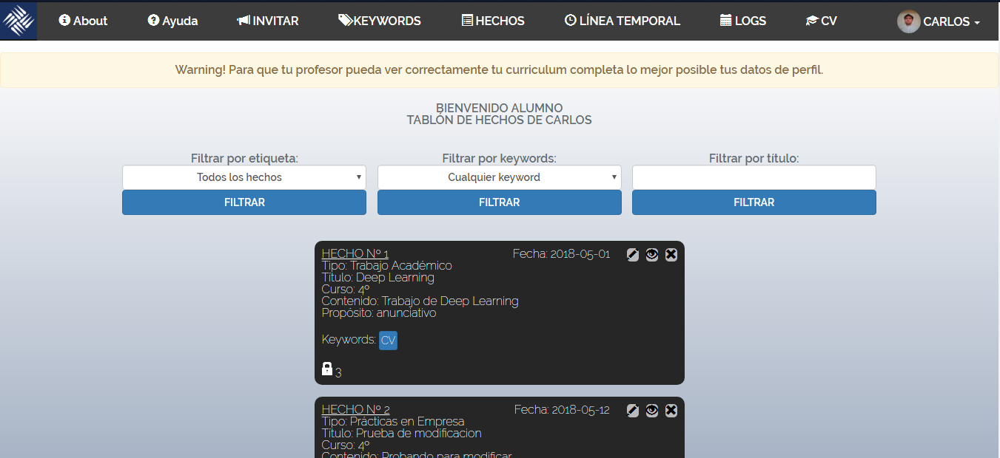 About Ayuda INVITAR KEYWORDS HECHOS LÍNEA TEMPORAL LOGS CV CARLOS
Warning! Para que tu profesor pueda ver correctamente tu curriculum completa lo mejor posible tus datos de perfil.
BIENVENIDO ALUMNO
TABLÓN DE HECHOS DE CARLOS
Filtrar por etiqueta: Filtrar por keywords: Filtrar por título:
Todos los hechos Cualquier keyword
FILTRAR FILTRAR FILTRAR
HECHO Nº 1 Fecha: 2018-05-01
Tipo: Trabajo Académico
Título: Deep Learning
Curso: 4º
Contenido: Trabajo de Deep Learning
Propósito: anunciativo
Keywords: CV
3
HECHO Nº 2 Fecha: 2018-05-12
Tipo: Prácticas en Empresa
Título: Prueba de modificacion
Curso: 4º
Contenido: Probando para modificar